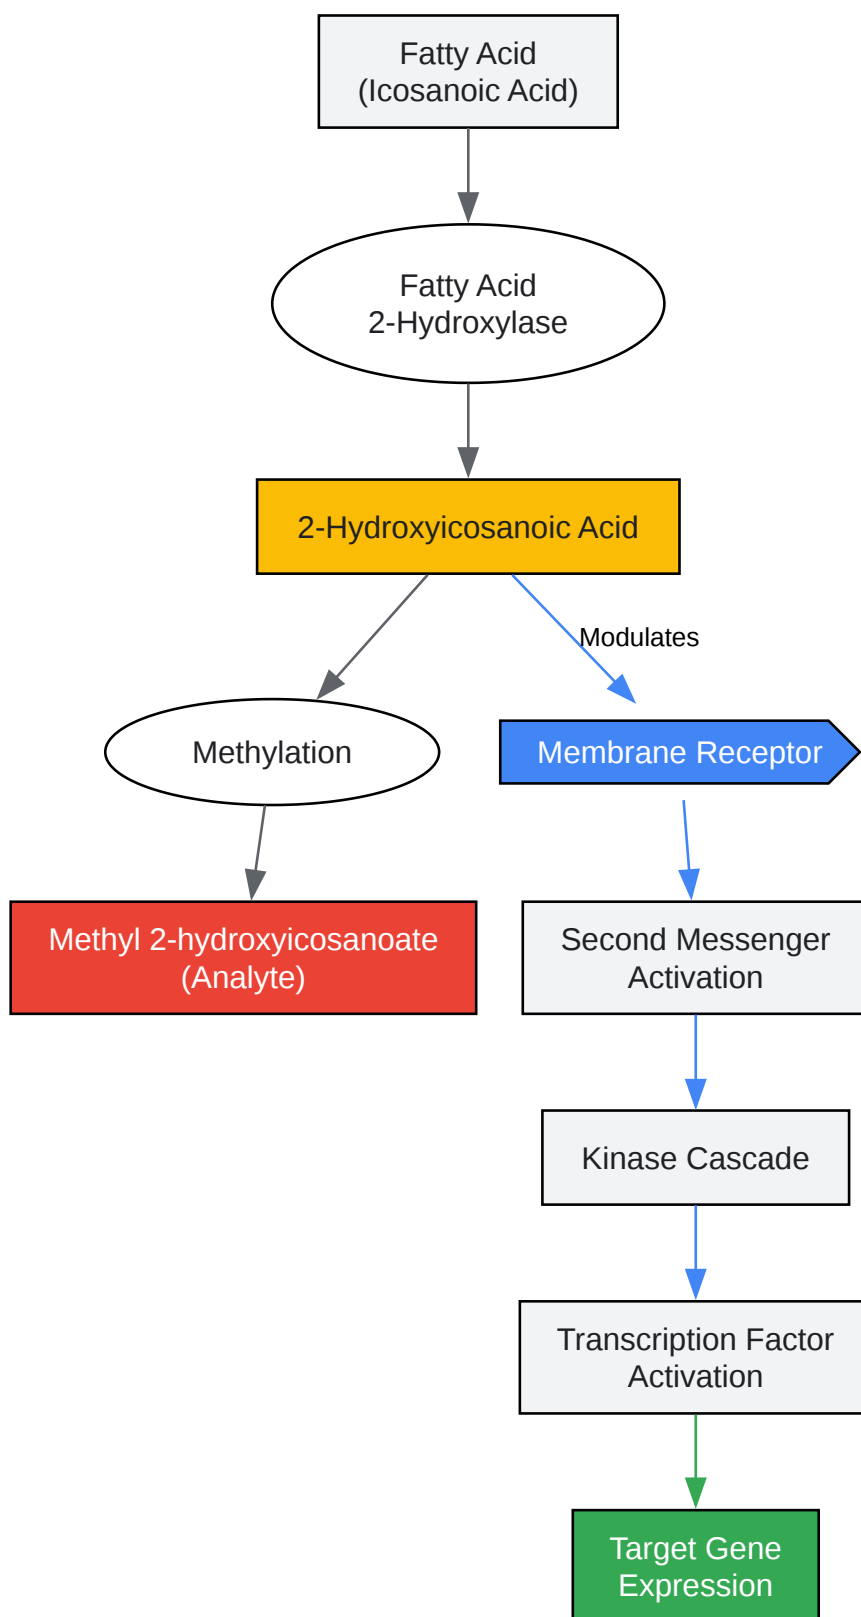 Fatty Acid
(Icosanoic Acid)
Fatty Acid
2-Hydroxylase
2-Hydroxyicosanoic Acid
Modulates
Methylation
Membrane Receptor
Methyl 2-hydroxyicosanoate
(Analyte)
Second Messenger
Activation
Kinase Cascade
Transcription Factor
Activation
Target Gene
Expression